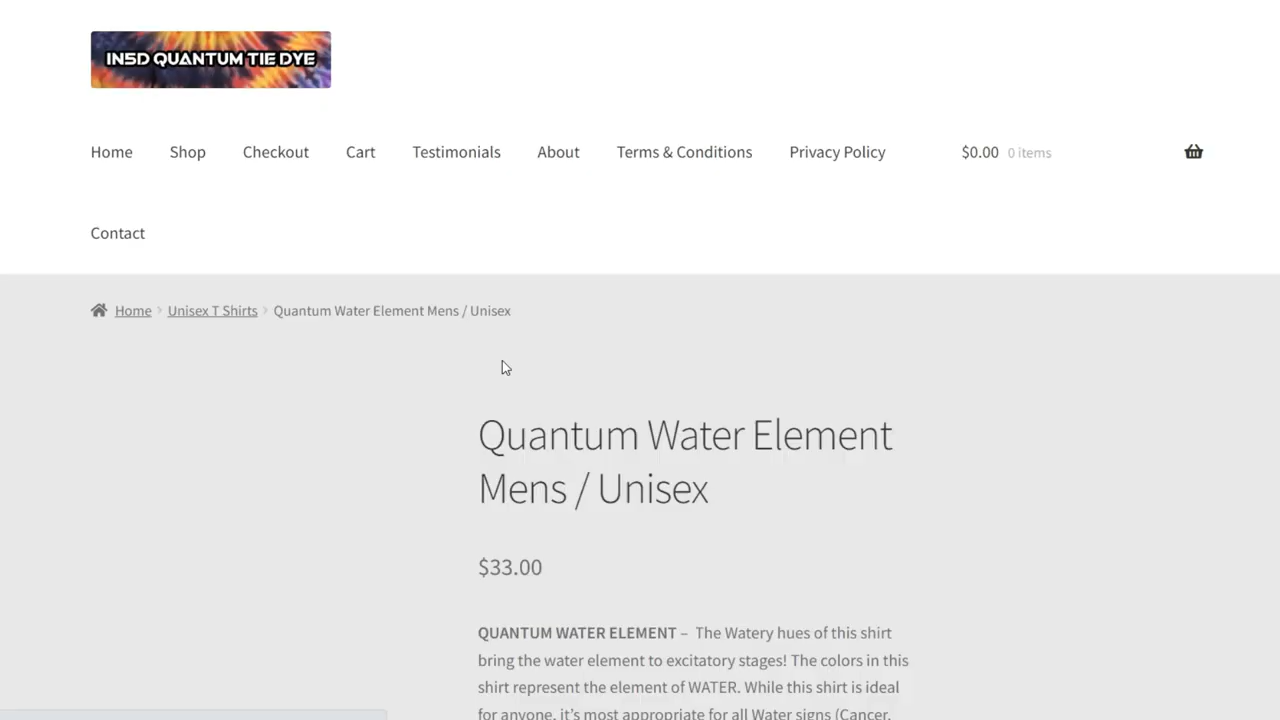 IN5D QUANTUM TIE DYE
Home Shop Checkout Cart Testimonials About Terms & Conditions Privacy Policy $0.00 0 items
Contact
Home > Unisex T Shirts > Quantum Water Element Mens / Unisex
Quantum Water Element
Mens / Unisex
$33.00
QUANTUM WATER ELEMENT – The Watery hues of this shirt
bring the water element to excitatory stages! The colors in this
shirt represent the element of WATER. While this shirt is ideal
for anyone, it’s most appropriate for all Water signs (Cancer,